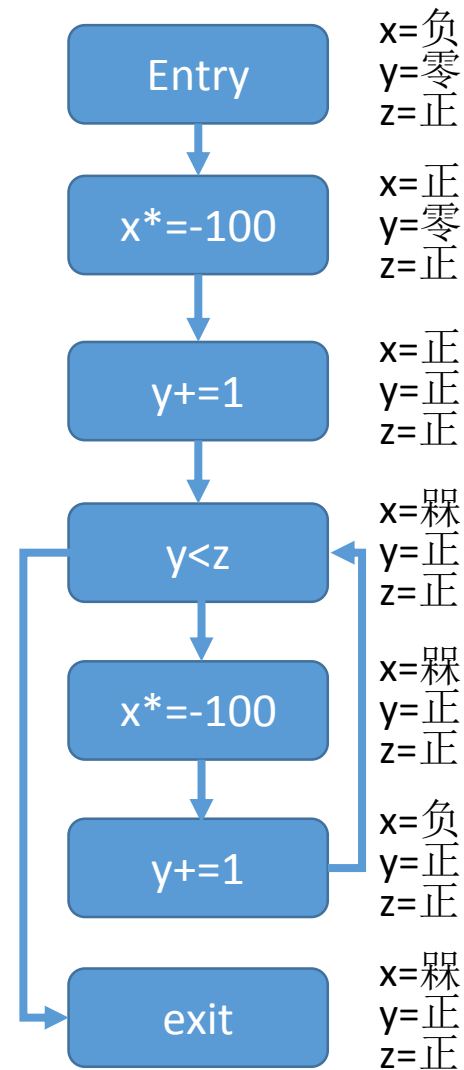 Entry
x=负
y=零
z=正
x*=-100
x=正
y=零
z=正
y+=1
x=正
y=正
z=正
y<z
x=槑
y=正
z=正
x*=-100
x=槑
y=正
z=正
y+=1
x=负
y=正
z=正
exit
x=槑
y=正
z=正